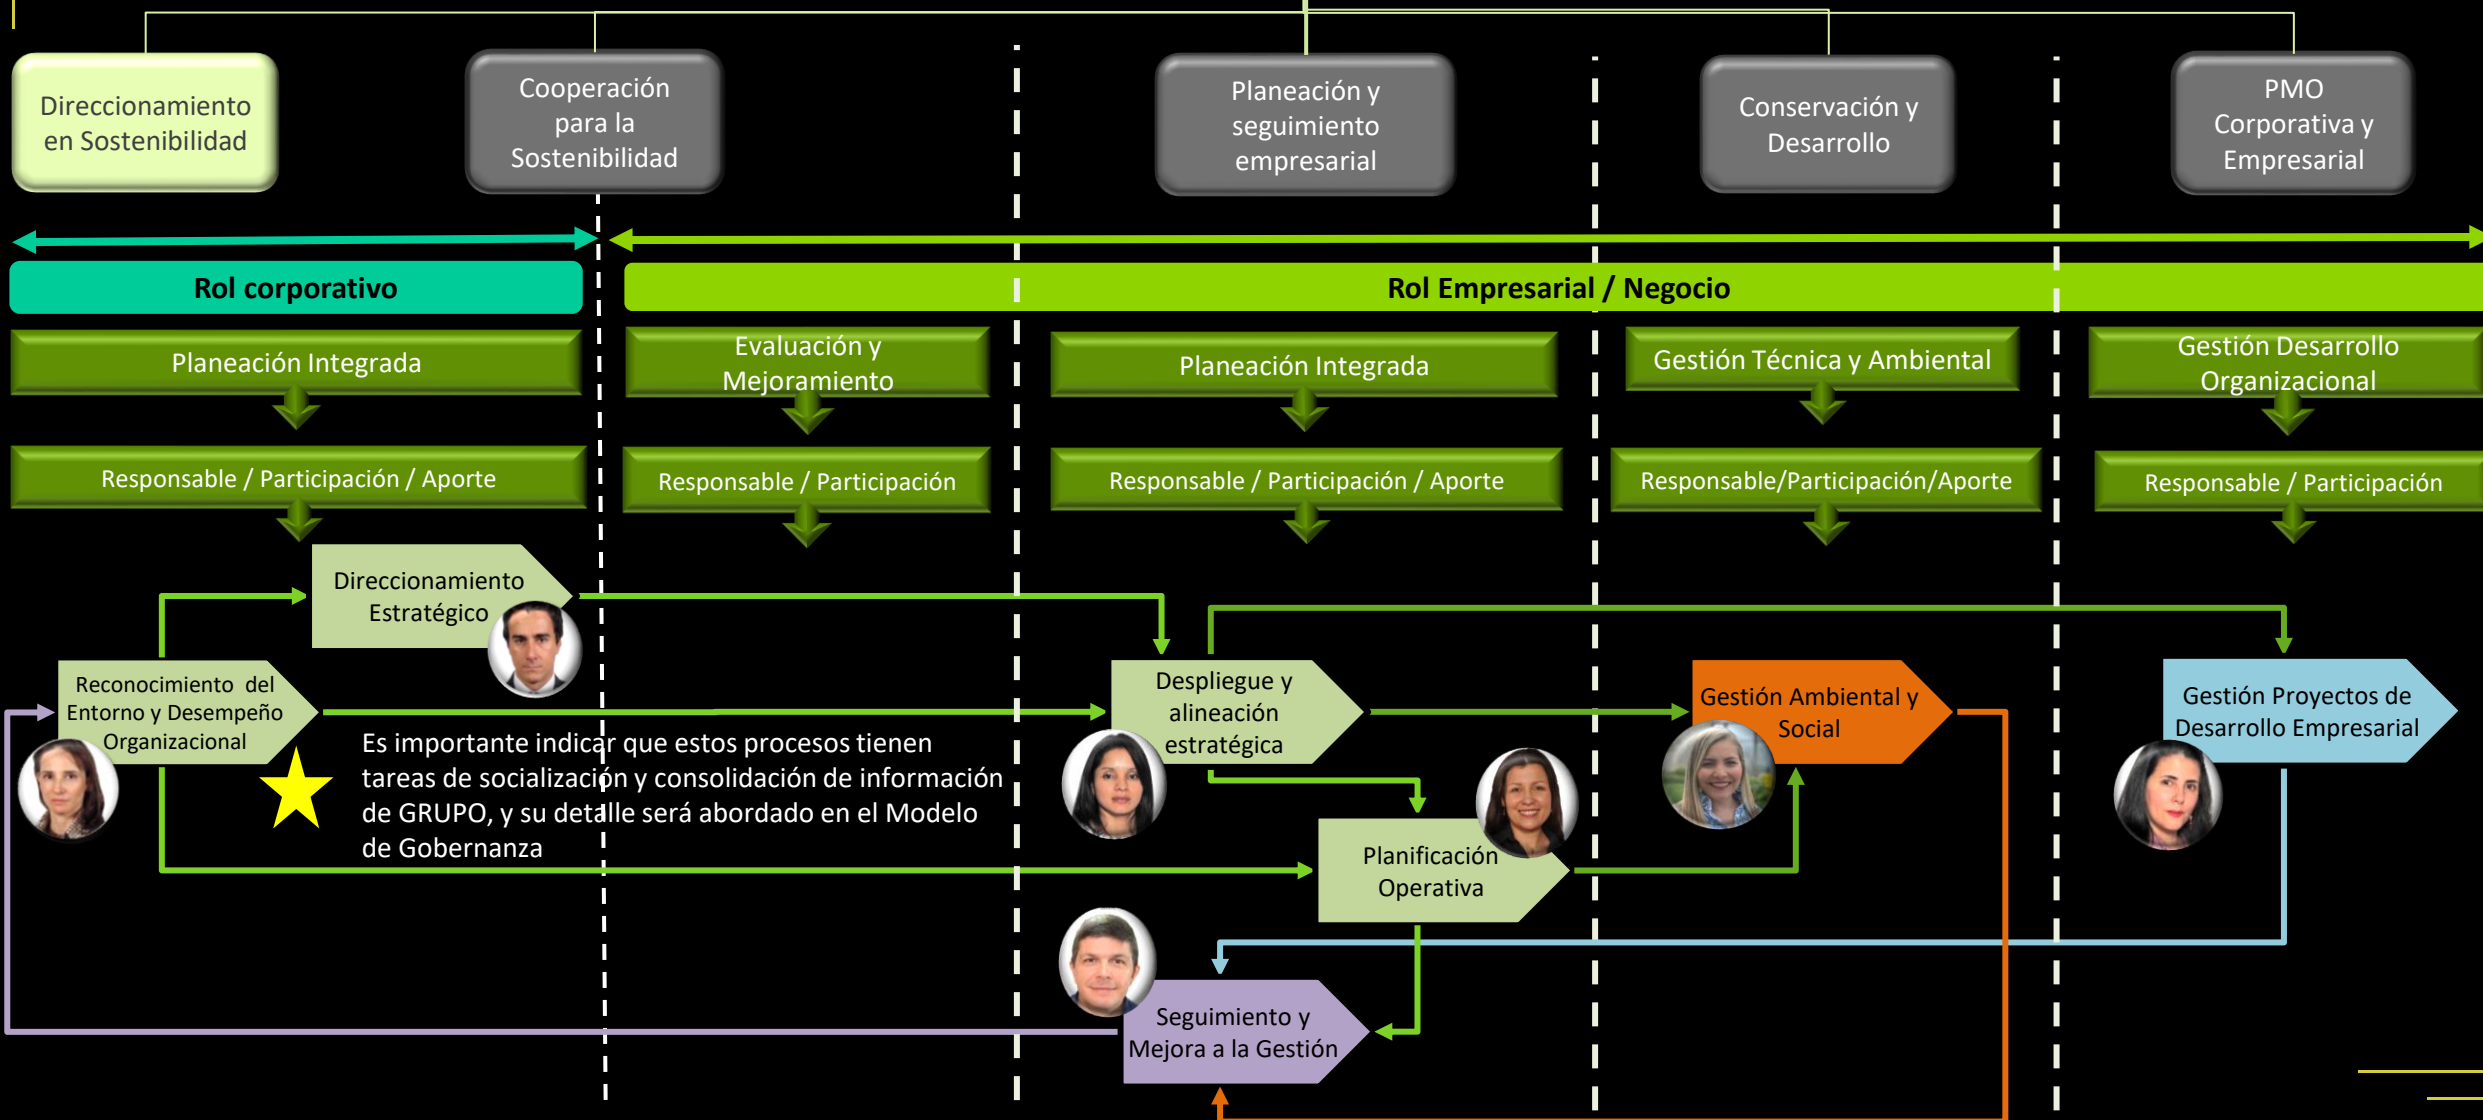 Direccionamiento
en Sostenibilidad
Cooperación
para la
Sostenibilidad
Planeación y
seguimiento
empresarial
Conservación y
Desarrollo
PMO
Corporativa y
Empresarial
Rol corporativo
Rol Empresarial / Negocio
Planeación Integrada
Evaluación y
Mejoramiento
Planeación Integrada
Gestión Técnica y Ambiental
Gestión Desarrollo
Organizacional
Responsable / Participación / Aporte
Responsable / Participación
Responsable / Participación / Aporte
Responsable/Participación/Aporte
Responsable / Participación
Direccionamiento
Estratégico
Reconocimiento del
Entorno y Desempeño
Organizacional
Despliegue y
alineación
estratégica
Gestión Ambiental y
Social
Gestión Proyectos de
Desarrollo Empresarial
Es importante indicar que estos procesos tienen
tareas de socialización y consolidación de información
de GRUPO, y su detalle será abordado en el Modelo
de Gobernanza
Planificación
Operativa
Seguimiento y
Mejora a la Gestión